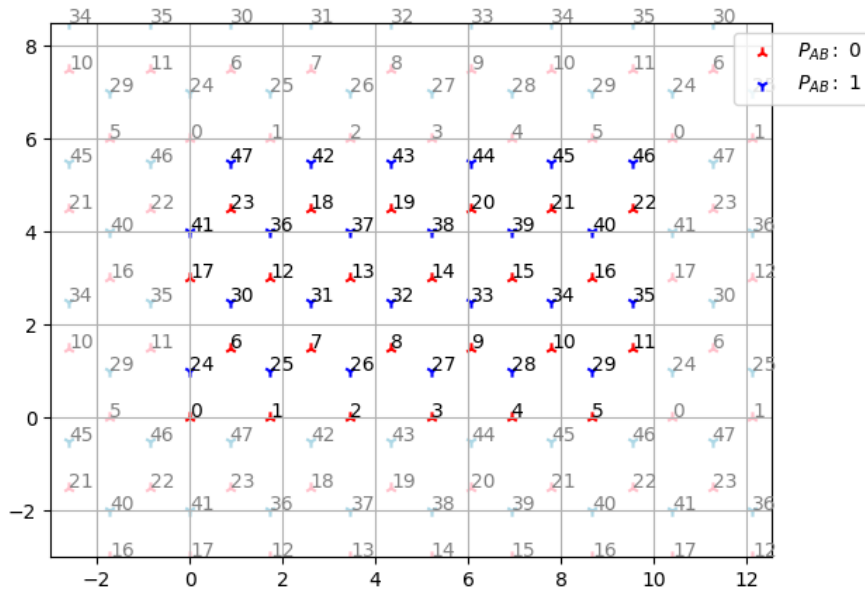 34 35 30 31 32 33 34 35 30
8
P_AB: 0
10 11 6 7 8 9 10 11 6
P_AB: 1
29 24 25 26 27 28 29 24
6 5 0 1 2 3 4 5 0 1
45 46 47 42 43 44 45 46 47
21 22 23 18 19 20 21 22 23
4 40 41 36 37 38 39 40 41 36
16 17 12 13 14 15 16 17 12
34 35 30 31 32 33 34 35 30
2
10 11 6 7 8 9 10 11 6
29 24 25 26 27 28 29 24 25
0 5 0 1 2 3 4 5 0 1
45 46 47 42 43 44 45 46 47
21 22 23 18 19 20 21 22 23
−2 40 41 36 37 38 39 40 41 36
16 17 12 13 14 15 16 17 12
−2 0 2 4 6 8 10 12